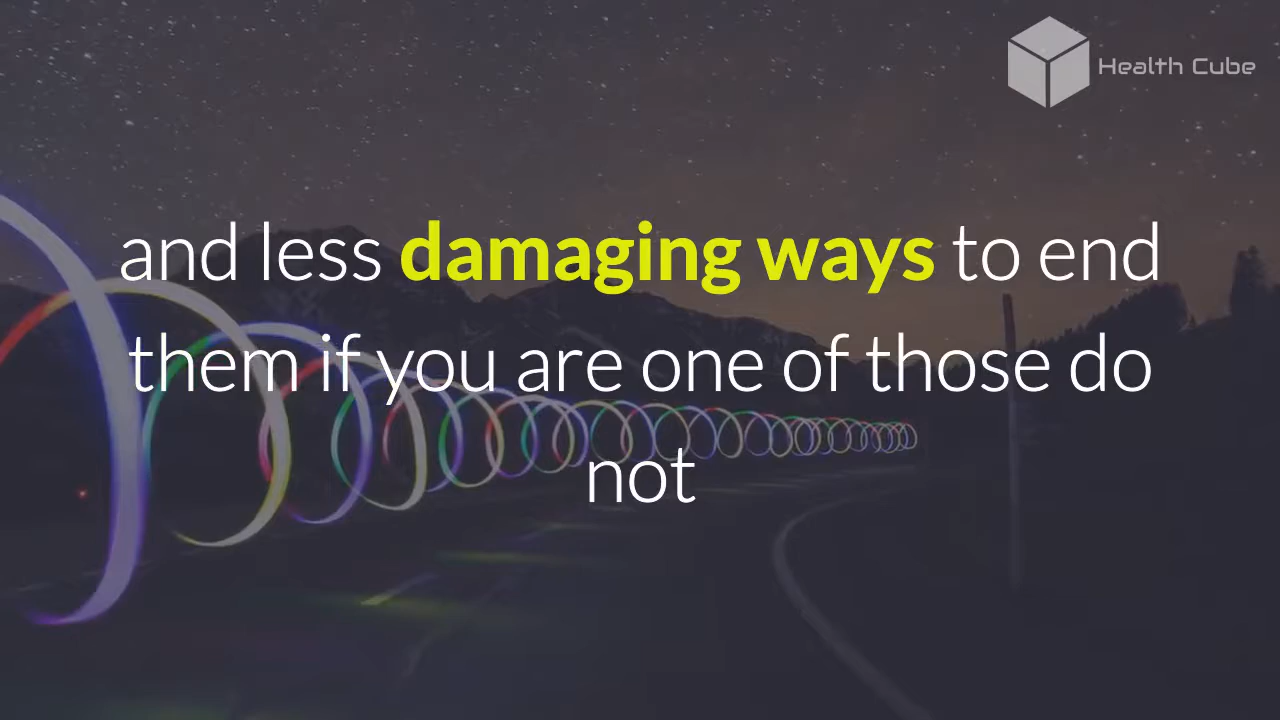 Health Cube
and less damaging ways to end
them if you are one of those do
not